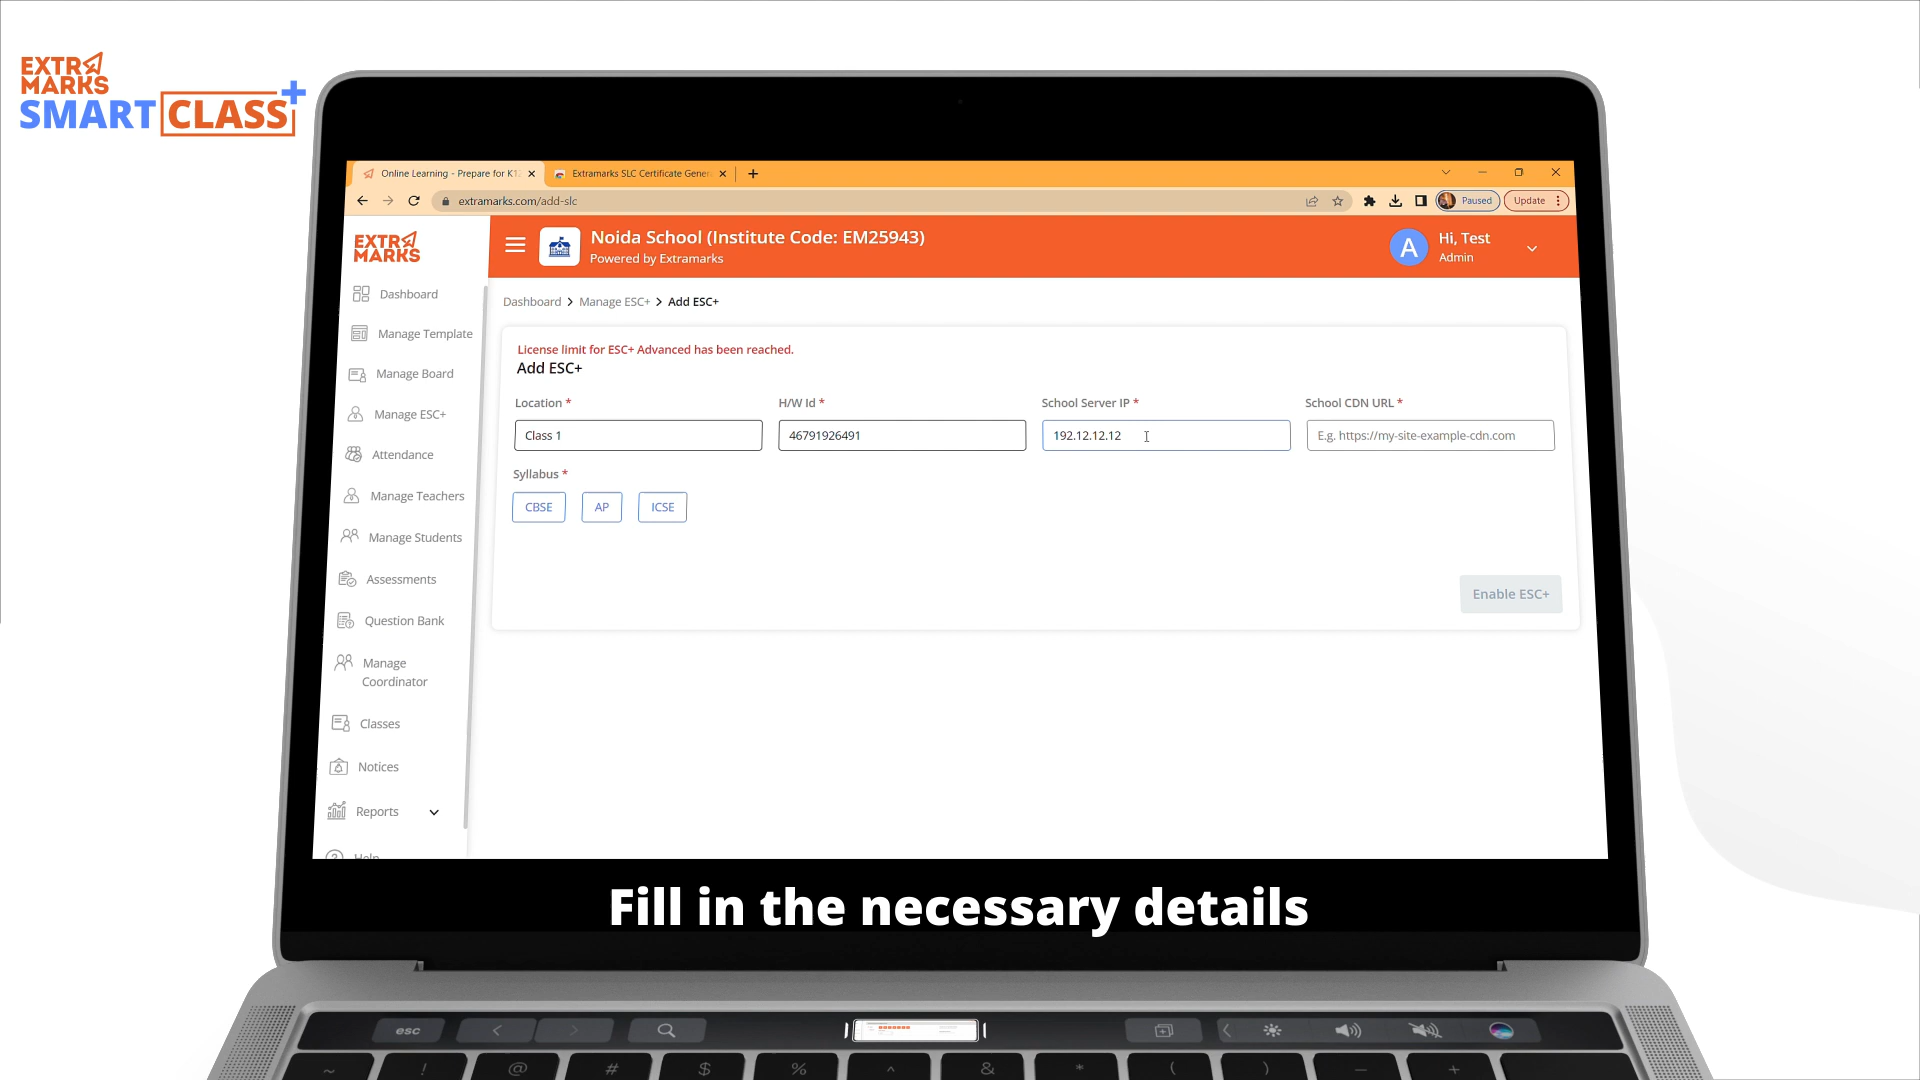 EXTRA
MARKS
SMART CLASS+
Online Learning - Prepare for K12
Extramarks SLC Certificate Gener
extramarks.com/add-slc
Paused
Update
EXTRA
MARKS
Noida School (Institute Code: EM25943)
Powered by Extramarks
A
Hi, Test
Admin
Dashboard
Manage Template
Manage Board
Manage ESC+
Attendance
Manage Teachers
Manage Students
Assessments
Question Bank
Manage
Coordinator
Classes
Notices
Reports
Help
Dashboard > Manage ESC+ > Add ESC+
License limit for ESC+ Advanced has been reached.
Add ESC+
Location * H/W Id * School Server IP * School CDN URL *
Class 1 46791926491 192.12.12.12 E.g. https://my-site-example-cdn.com
Syllabus *
CBSE AP ICSE
Enable ESC+
Fill in the necessary details
esc
~ ! @ # $ % ^ & * ( ) — +